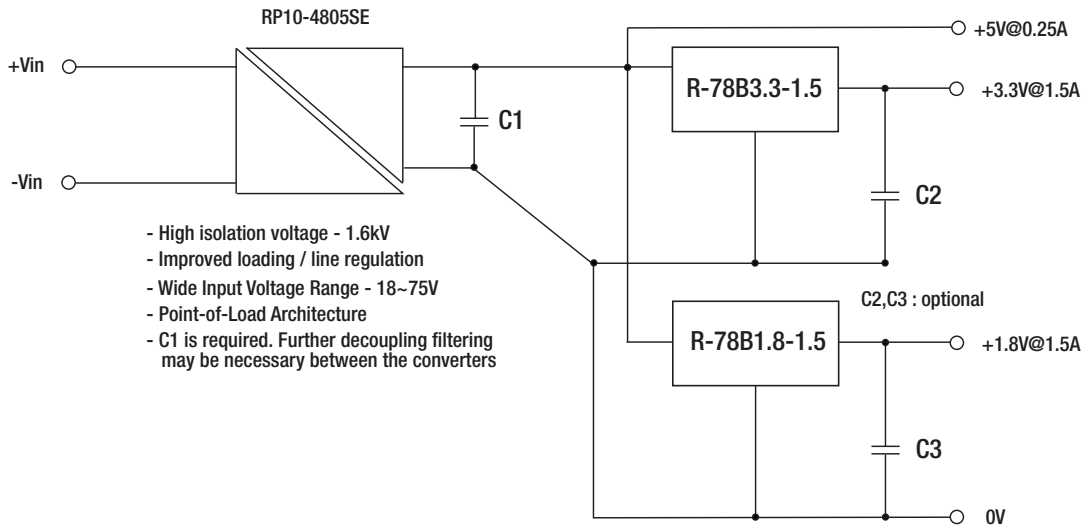 RP10-4805SE
+Vin
-Vin
C1
R-78B3.3-1.5
+5V@0.25A
+3.3V@1.5A
C2
- High isolation voltage - 1.6kV
- Improved loading / line regulation
- Wide Input Voltage Range - 18~75V
- Point-of-Load Architecture
- C1 is required. Further decoupling filtering
may be necessary between the converters
C2,C3 : optional
R-78B1.8-1.5
+1.8V@1.5A
C3
0V